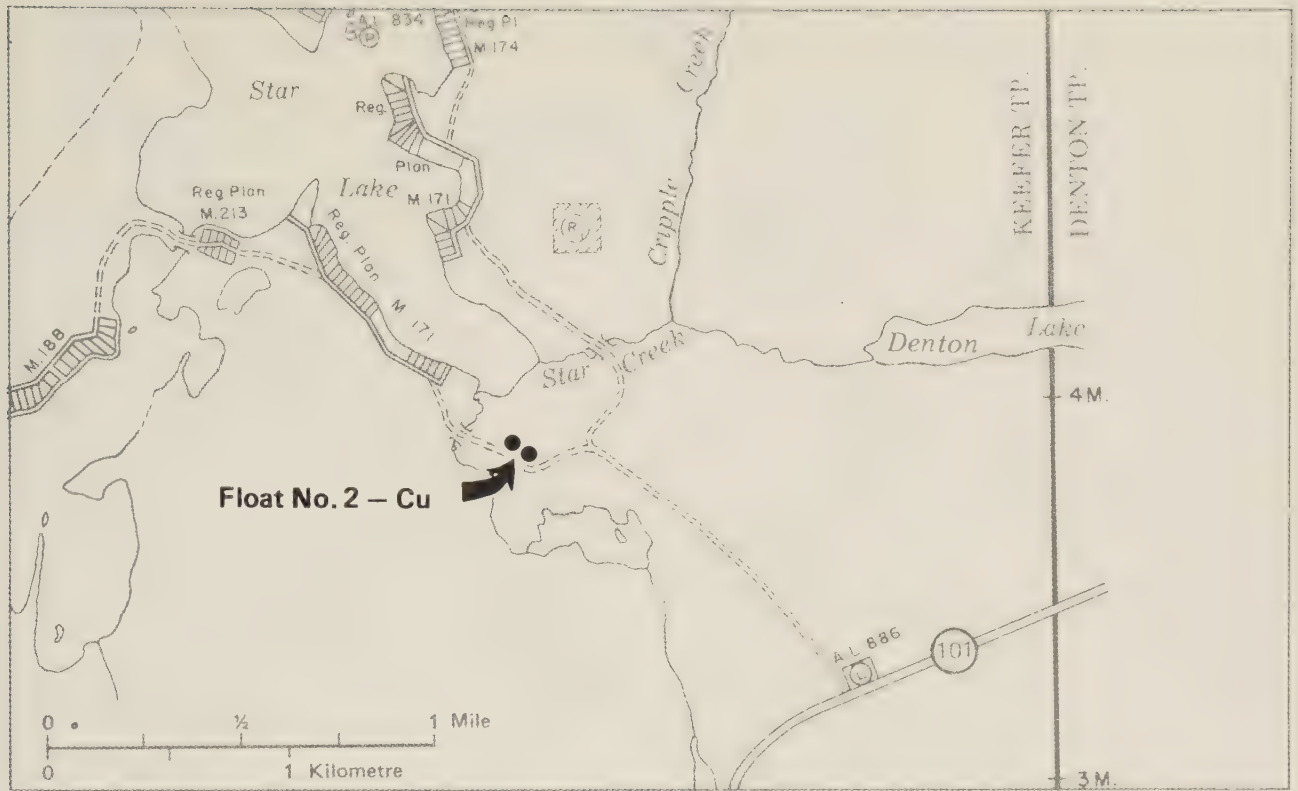 A.L. 834
(P)
Reg Pl
M.174
Star
Lake
Reg.
Plan
M. 171
Reg Plan
M.213
Reg. Plan
M 171
M.188
(R)
Cripple
Creek
Star Creek
Denton
Lake
KEEFER TP.
DENTON TP.
4 M.
Float No. 2 – Cu
A L 886
(L)
101
0 ½ 1 Mile
0 1 Kilometre
3 M.